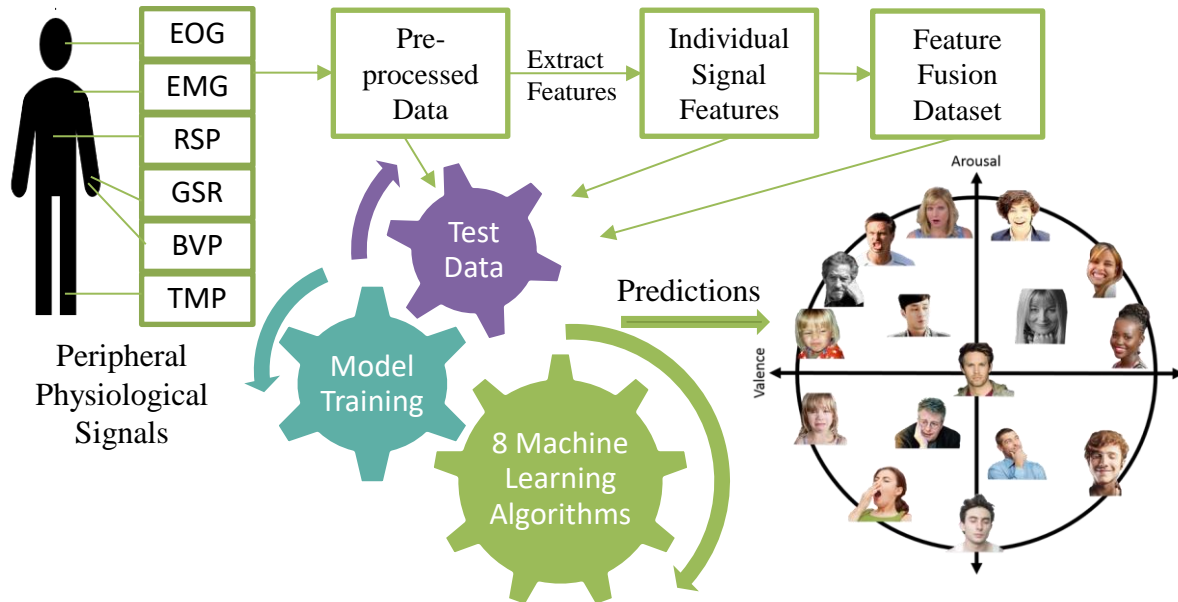 EOG
EMG
RSP
GSR
BVP
TMP
Peripheral
Physiological
Signals
Pre-
processed
Data
Extract
Features
Individual
Signal
Features
Feature
Fusion
Dataset
Test
Data
Model
Training
8 Machine
Learning
Algorithms
Predictions
Arousal
Valence